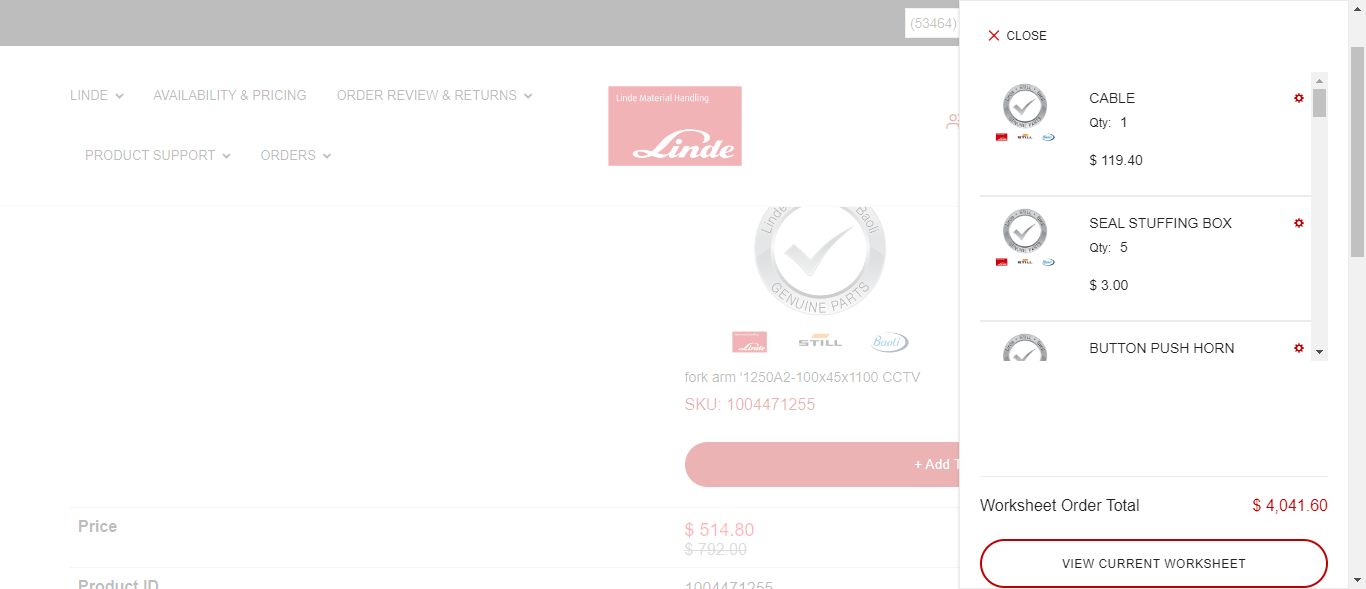 (53464)
CLOSE
LINDE
AVAILABILITY & PRICING
ORDER REVIEW & RETURNS
PRODUCT SUPPORT
ORDERS
Linde Material Handling
Linde
Linde
Baoli
GENUINE PARTS
Linde
STILL
Baoli
fork arm '1250A2-100x45x1100 CCTV
SKU: 1004471255
+ Add T
Price
$ 514.80
$ 792.00
Product ID
1004471255
CABLE
Qty: 1
$ 119.40
SEAL STUFFING BOX
Qty: 5
$ 3.00
BUTTON PUSH HORN
Worksheet Order Total
$ 4,041.60
VIEW CURRENT WORKSHEET